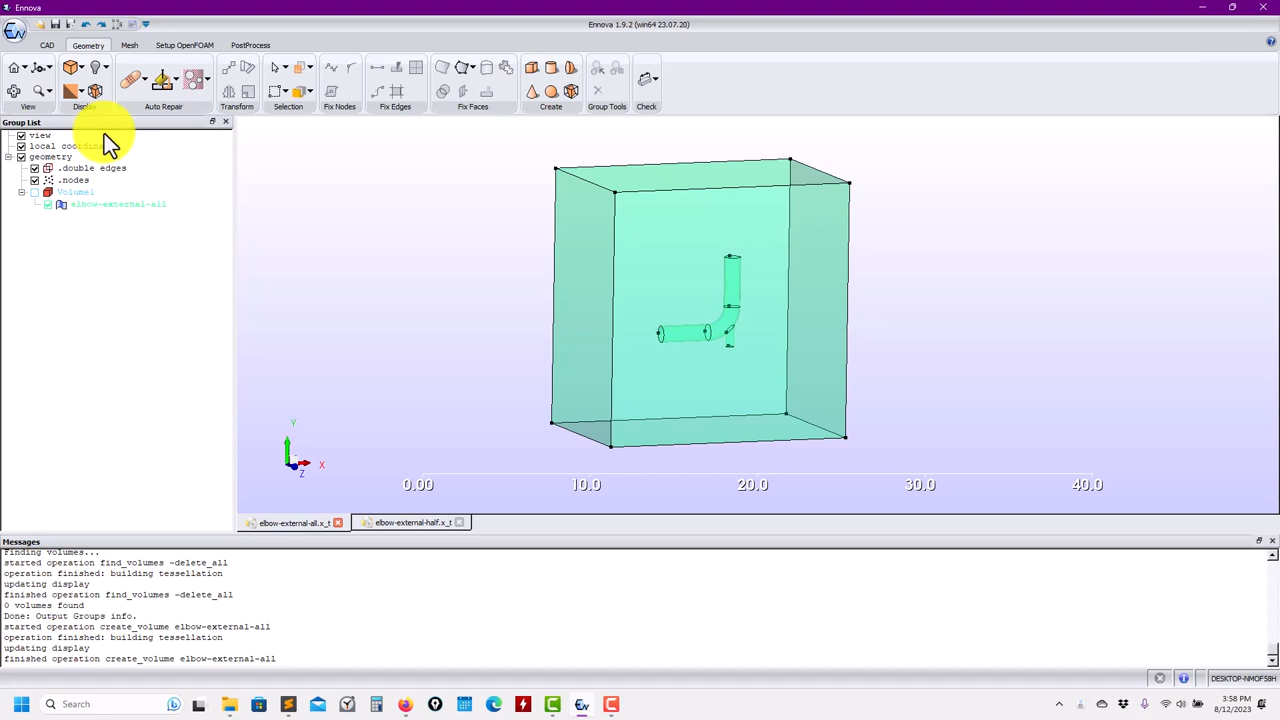 Ennova
Ennova 1.9.2 (win64 23.07.20)
CAD
Geometry
Mesh
Setup OpenFOAM
PostProcess
View
Display
Auto Repair
Transform
Selection
Fix Nodes
Fix Edges
Fix Faces
Create
Group Tools
Check
Group List
view
local coordin
geometry
.double edges
.nodes
Volume1
elbow-external-all
Y
X
Z
0.00 10.0 20.0 30.0 40.0
elbow-external-all.x_t
elbow-external-half.x_t
Messages
Finding volumes...
started operation find_volumes -delete_all
operation finished: building tessellation
updating display
finished operation find_volumes -delete_all
0 volumes found
Done: Output Groups info.
started operation create_volume elbow-external-all
operation finished: building tessellation
updating display
finished operation create_volume elbow-external-all
DESKTOP-NMOF58H
Search
3:58 PM
8/12/2023